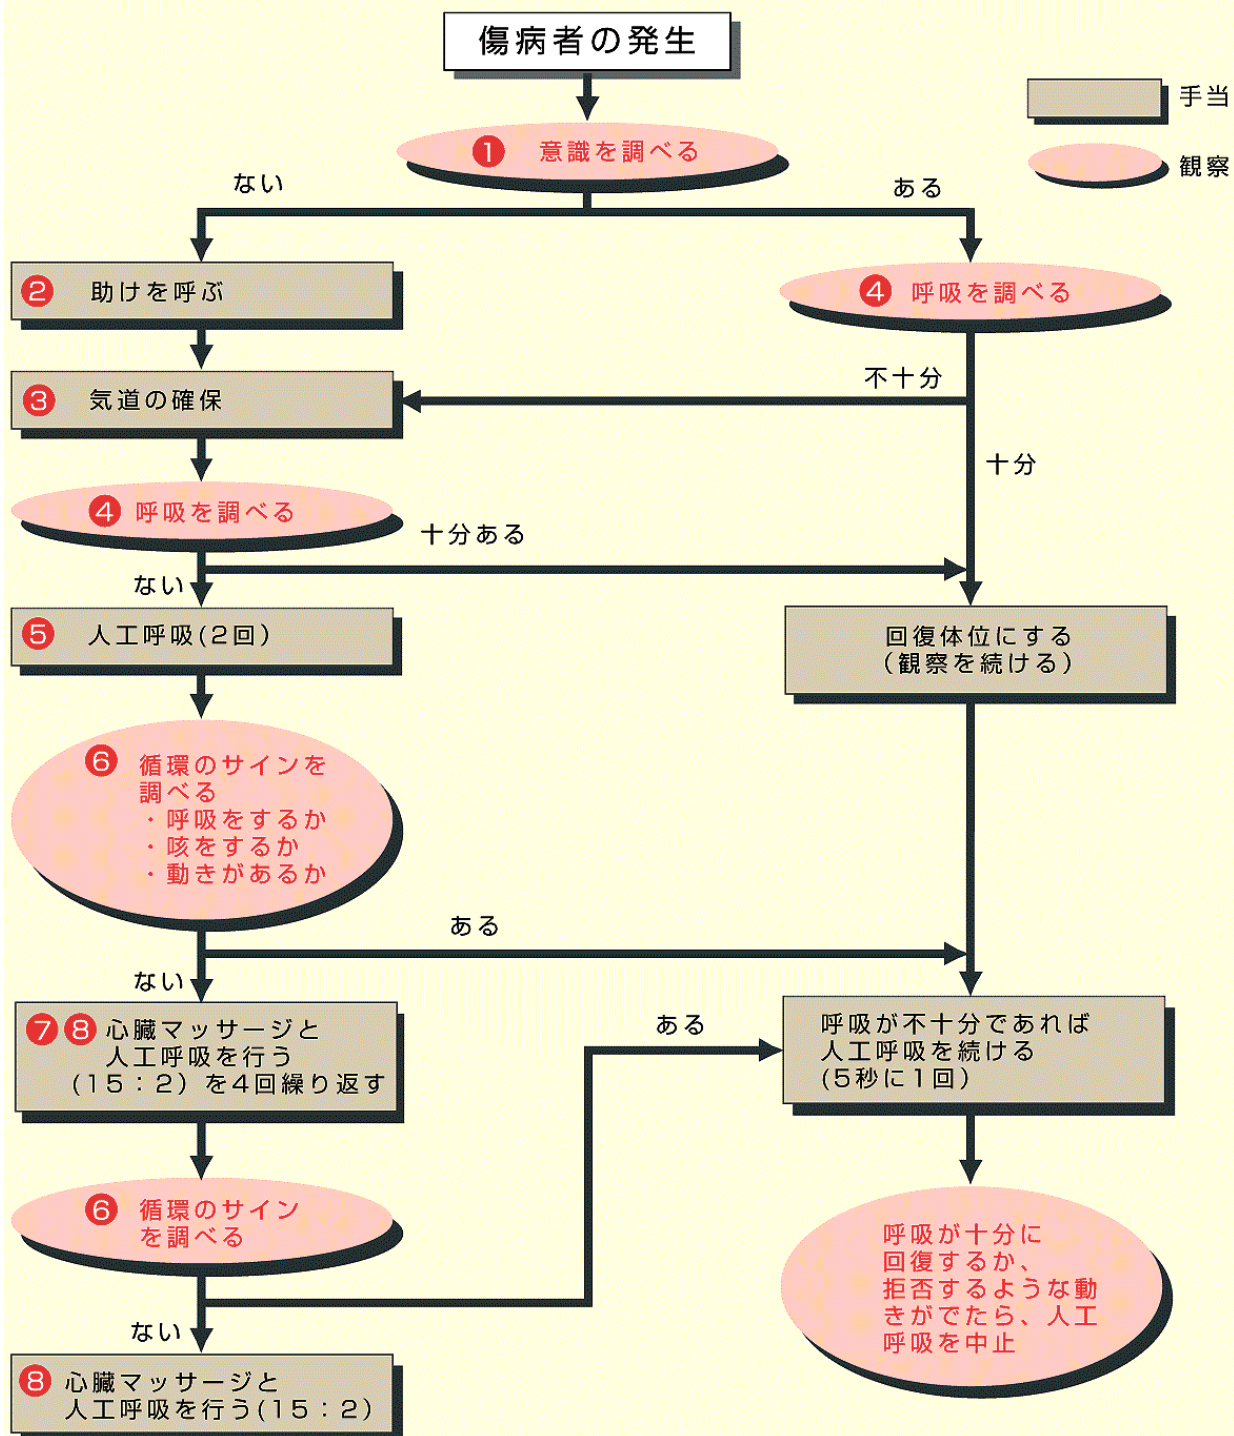 傷病者の発生
手当
観察
❶ 意識を調べる
ない
ある
❷ 助けを呼ぶ
❹ 呼吸を調べる
不十分
❸ 気道の確保
十分
❹ 呼吸を調べる
十分ある
ない
❺ 人工呼吸(2回)
回復体位にする
(観察を続ける)
❻ 循環のサインを
調べる
・呼吸をするか
・咳をするか
・動きがあるか
ある
ない
❼❽ 心臓マッサージと
人工呼吸を行う
(15:2)を4回繰り返す
ある
呼吸が不十分であれば
人工呼吸を続ける
(5秒に1回)
❻ 循環のサイン
を調べる
呼吸が十分に
回復するか、
拒否するような動
きがでたら、人工
呼吸を中止
ない
❽ 心臓マッサージと
人工呼吸を行う(15:2)